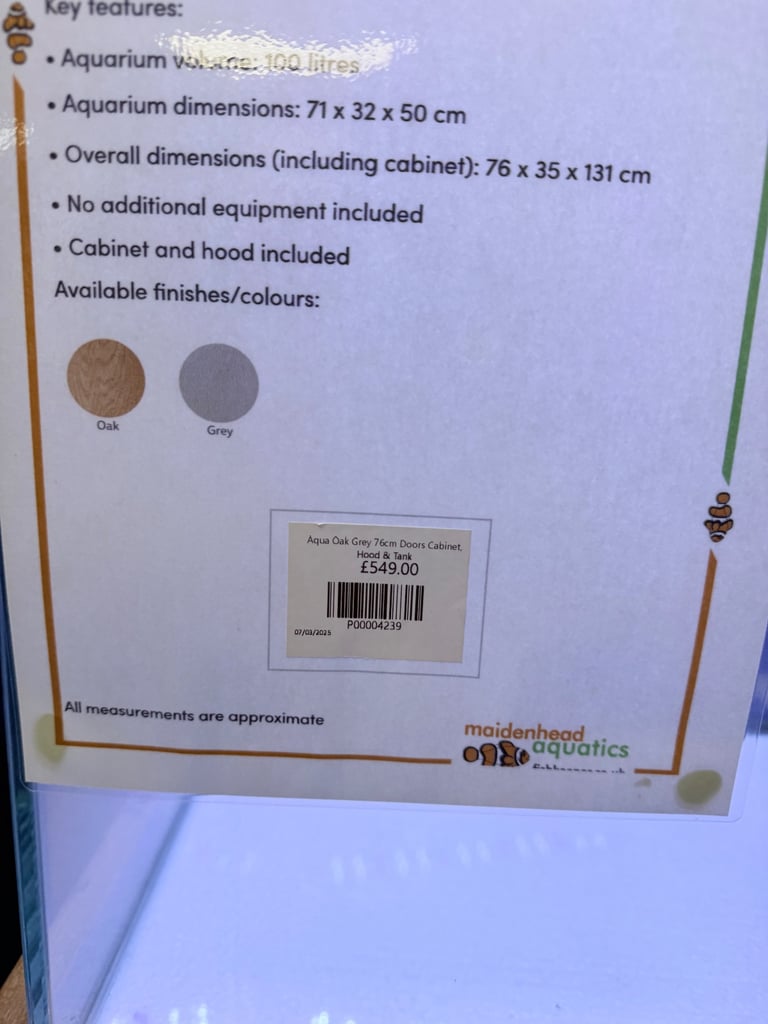 Key features:
• Aquarium volume: 100 litres
• Aquarium dimensions: 71 x 32 x 50 cm
• Overall dimensions (including cabinet): 76 x 35 x 131 cm
• No additional equipment included
• Cabinet and hood included
Available finishes/colours:
Oak
Grey
Aqua Oak Grey 76cm Doors Cabinet,
Hood & Tank
£549.00
P00004239
07/03/2025
All measurements are approximate
maidenhead
aquatics